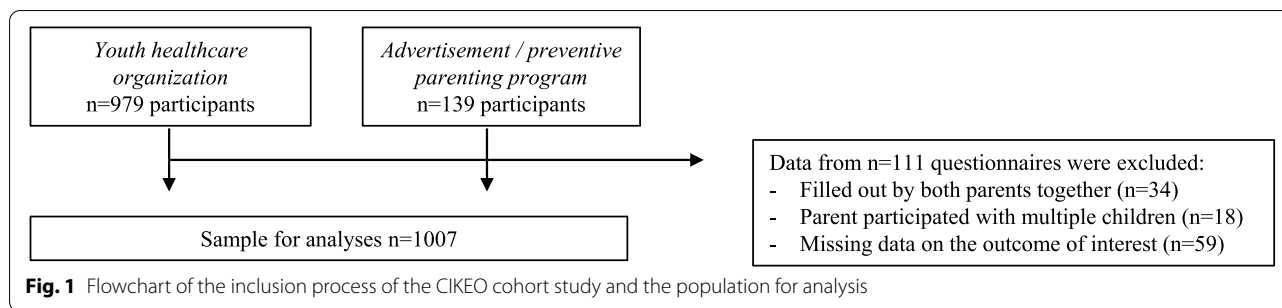 Youth healthcare
organization
n=979 participants
Advertisement / preventive
parenting program
n=139 participants
Data from n=111 questionnaires were excluded:
- Filled out by both parents together (n=34)
- Parent participated with multiple children (n=18)
- Missing data on the outcome of interest (n=59)
Sample for analyses n=1007
Fig. 1 Flowchart of the inclusion process of the CIKEO cohort study and the population for analysis